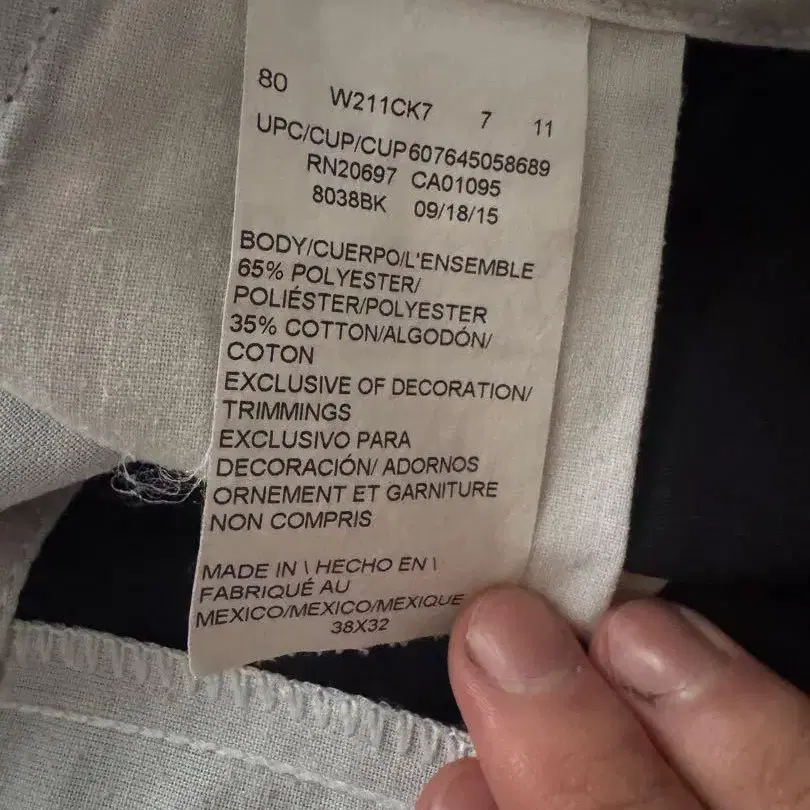 80 W211CK7 7 11
UPC/CUP/CUP607645058689
RN20697 CA01095
8038BK 09/18/15
BODY/CUERPO/L'ENSEMBLE
65% POLYESTER/
POLIÉSTER/POLYESTER
35% COTTON/ALGODÓN/
COTON
EXCLUSIVE OF DECORATION/
TRIMMINGS
EXCLUSIVO PARA
DECORACIÓN/ ADORNOS
ORNEMENT ET GARNITURE
NON COMPRIS
MADE IN \ HECHO EN \
FABRIQUÉ AU
MEXICO/MEXICO/MEXIQUE
38X32